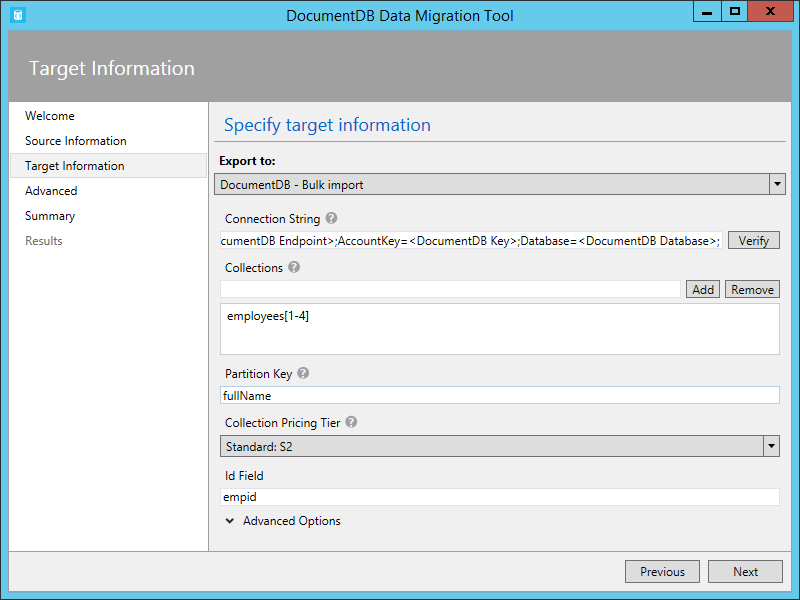 DocumentDB Data Migration Tool
Target Information
Welcome
Source Information
Target Information
Advanced
Summary
Results
Specify target information
Export to:
DocumentDB - Bulk import
Connection String ?
cumentDB Endpoint>;AccountKey=<DocumentDB Key>;Database=<DocumentDB Database>;
Verify
Collections ?
Add Remove
employees[1-4]
Partition Key ?
fullName
Collection Pricing Tier ?
Standard: S2
Id Field
empid
Advanced Options
Previous Next